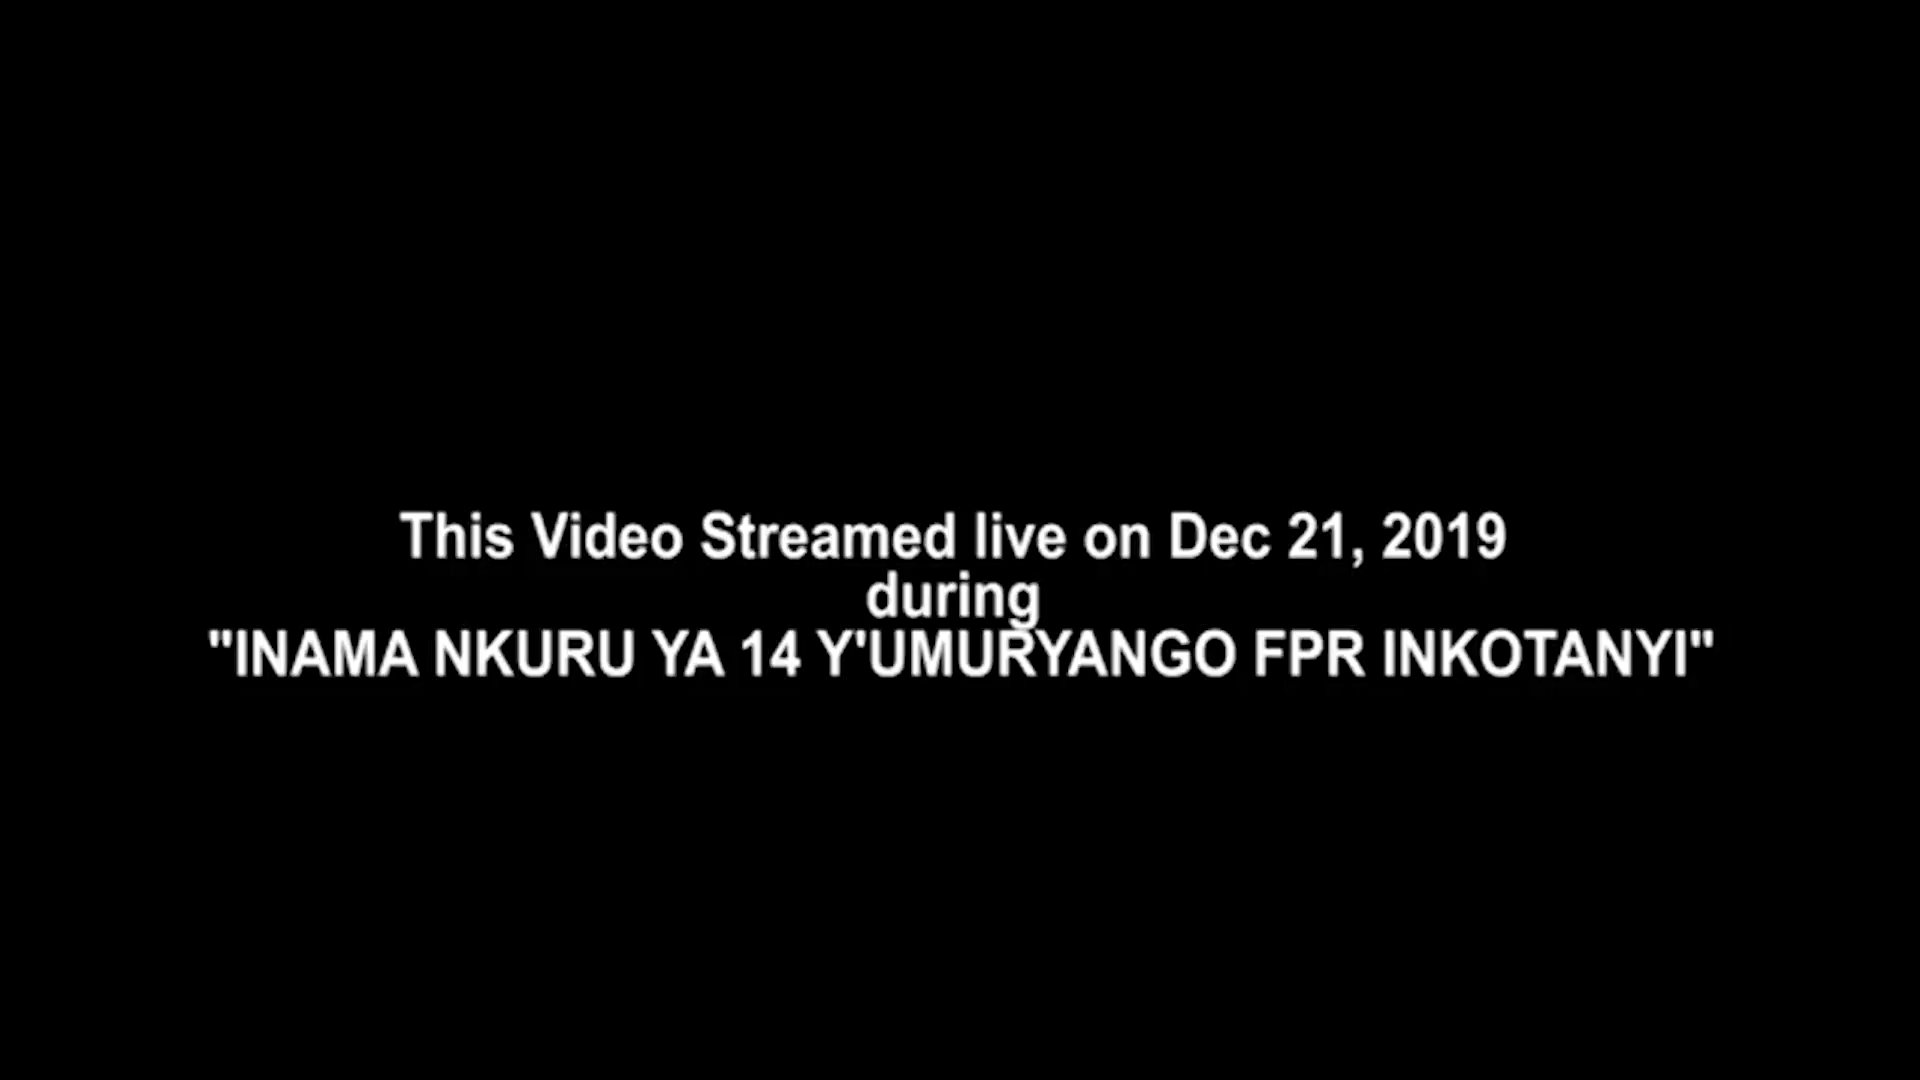 This Video Streamed live on Dec 21, 2019
during
"INAMA NKURU YA 14 Y'UMURYANGO FPR INKOTANYI"